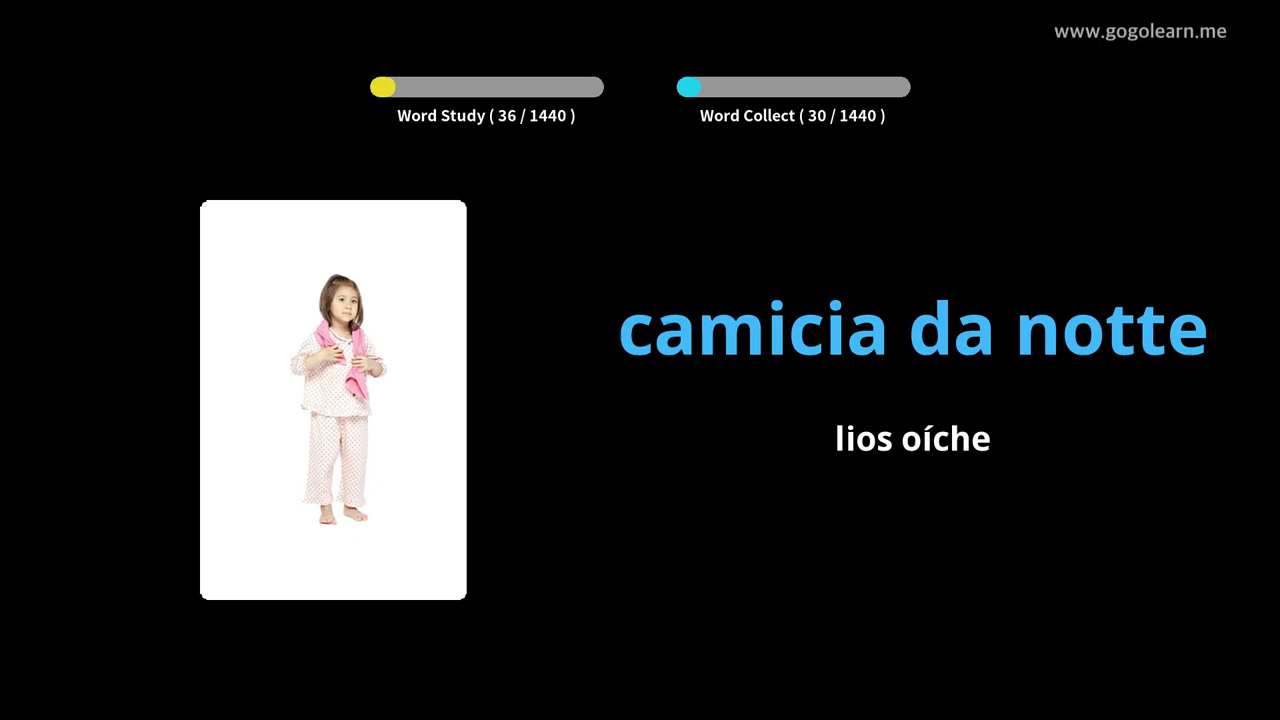 www.gogolearn.me
Word Study ( 36 / 1440 )
Word Collect ( 30 / 1440 )
camicia da notte
lios oíche